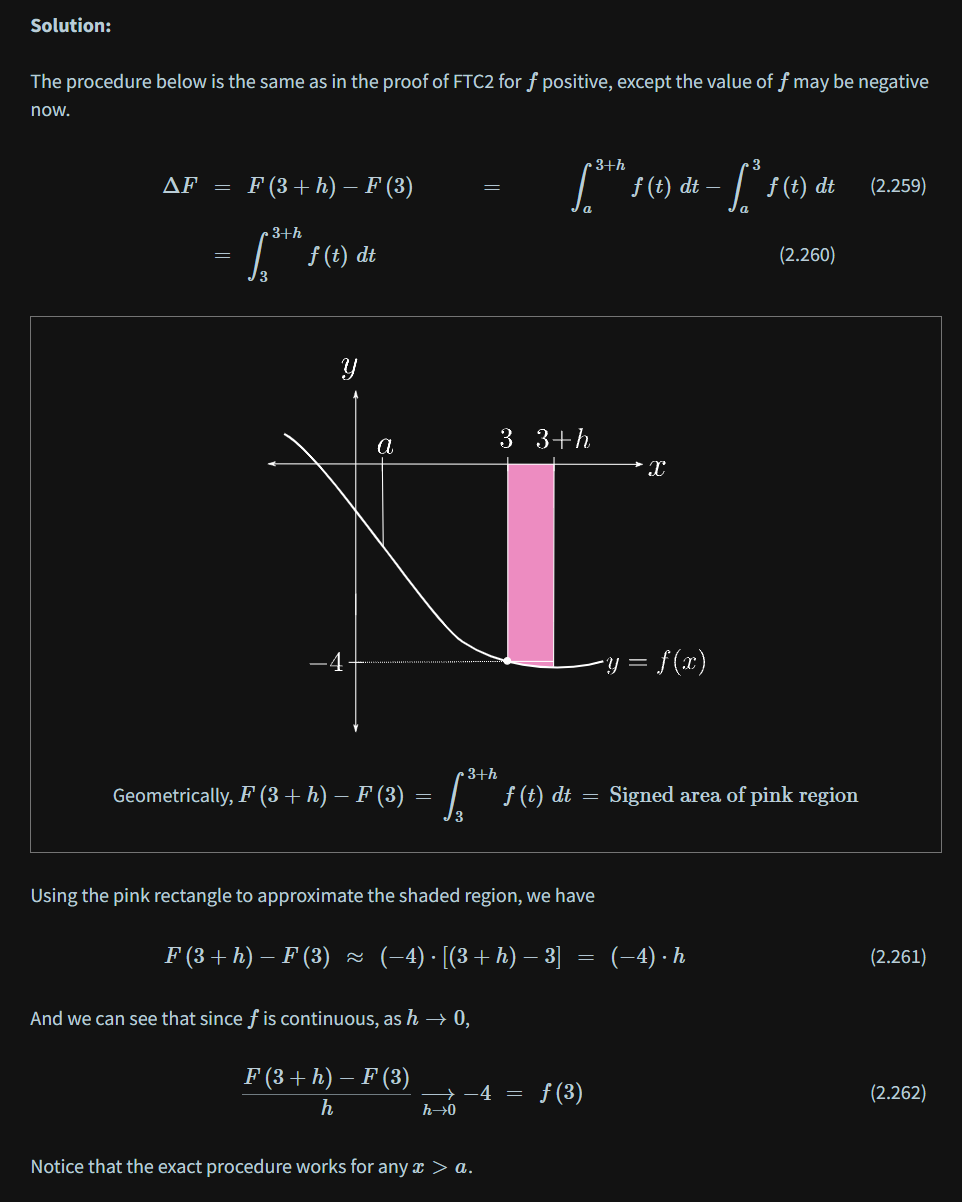 Solution:
The procedure below is the same as in the proof of FTC2 for f positive, except the value of f may be negative
now.
ΔF = F(3 + h) − F(3) = ∫_a^{3+h} f(t) dt − ∫_a^3 f(t) dt (2.259)
= ∫_3^{3+h} f(t) dt (2.260)
y
a 3 3+h
x
−4 y = f(x)
Geometrically, F(3 + h) − F(3) = ∫_3^{3+h} f(t) dt = Signed area of pink region
Using the pink rectangle to approximate the shaded region, we have
F(3 + h) − F(3) ≈ (−4) · [(3 + h) − 3] = (−4) · h (2.261)
And we can see that since f is continuous, as h → 0,
\frac{F(3 + h) − F(3)}{h} ⟶_{h→0} −4 = f(3) (2.262)
Notice that the exact procedure works for any x > a.